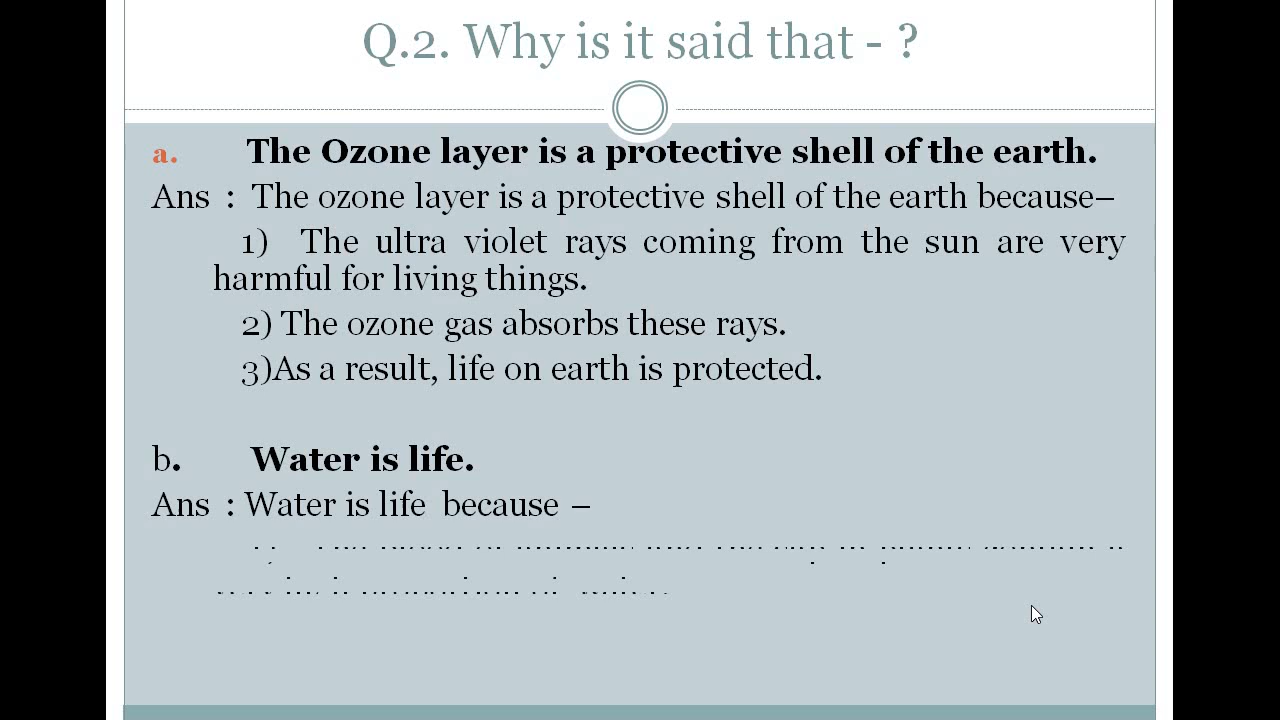 Q.2. Why is it said that - ?
a. The Ozone layer is a protective shell of the earth.
Ans : The ozone layer is a protective shell of the earth because–
1) The ultra violet rays coming from the sun are very
harmful for living things.
2) The ozone gas absorbs these rays.
3)As a result, life on earth is protected.
b. Water is life.
Ans : Water is life because –